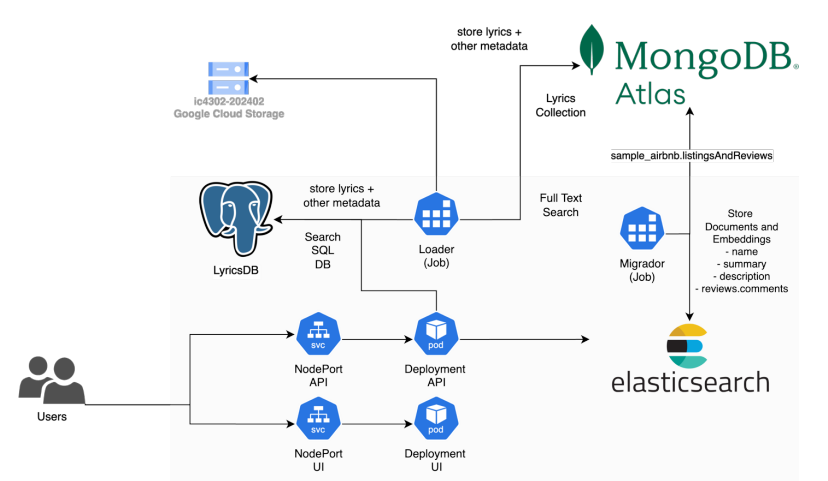 store lyrics +
other metadata
MongoDB®
Atlas
ic4302-202402
Google Cloud Storage
Lyrics
Collection
sample_airbnb.listingsAndReviews
store lyrics +
other metadata
Full Text
Search
Store
Documents and
Embeddings
- name
- summary
- description
- reviews.comments
Search
SQL
DB
LyricsDB
Loader
(Job)
Migrador
(Job)
svc
pod
NodePort
API
Deployment
API
elasticsearch
Users
svc
pod
NodePort
UI
Deployment
UI